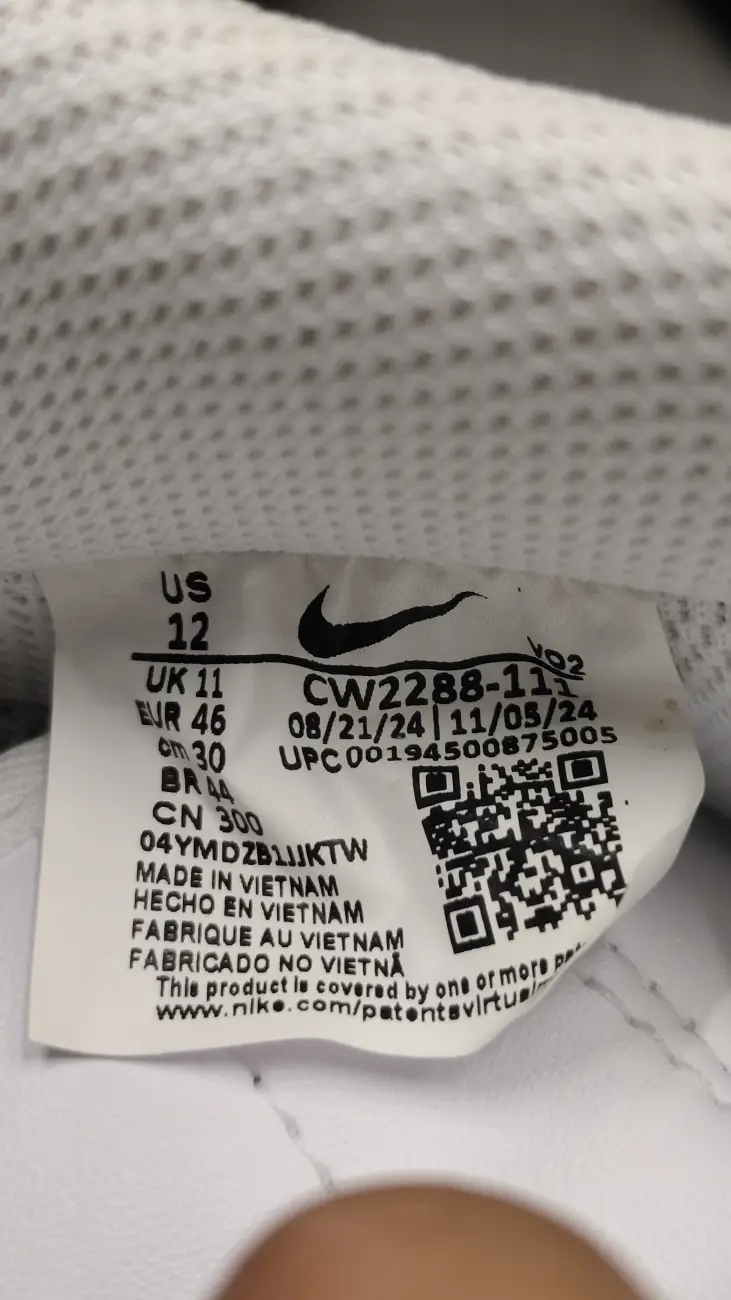 US
12
V02
UK 11
CW2288-111
EUR 46
08/21/24 | 11/05/24
cm 30
UPC00194500875005
BR 44
CN 300
04YMDZB1JJKTW
MADE IN VIETNAM
HECHO EN VIETNAM
FABRIQUE AU VIETNAM
FABRICADO NO VIETNÃ
This product is covered by one or more
www.nike.com/patentsvirtual